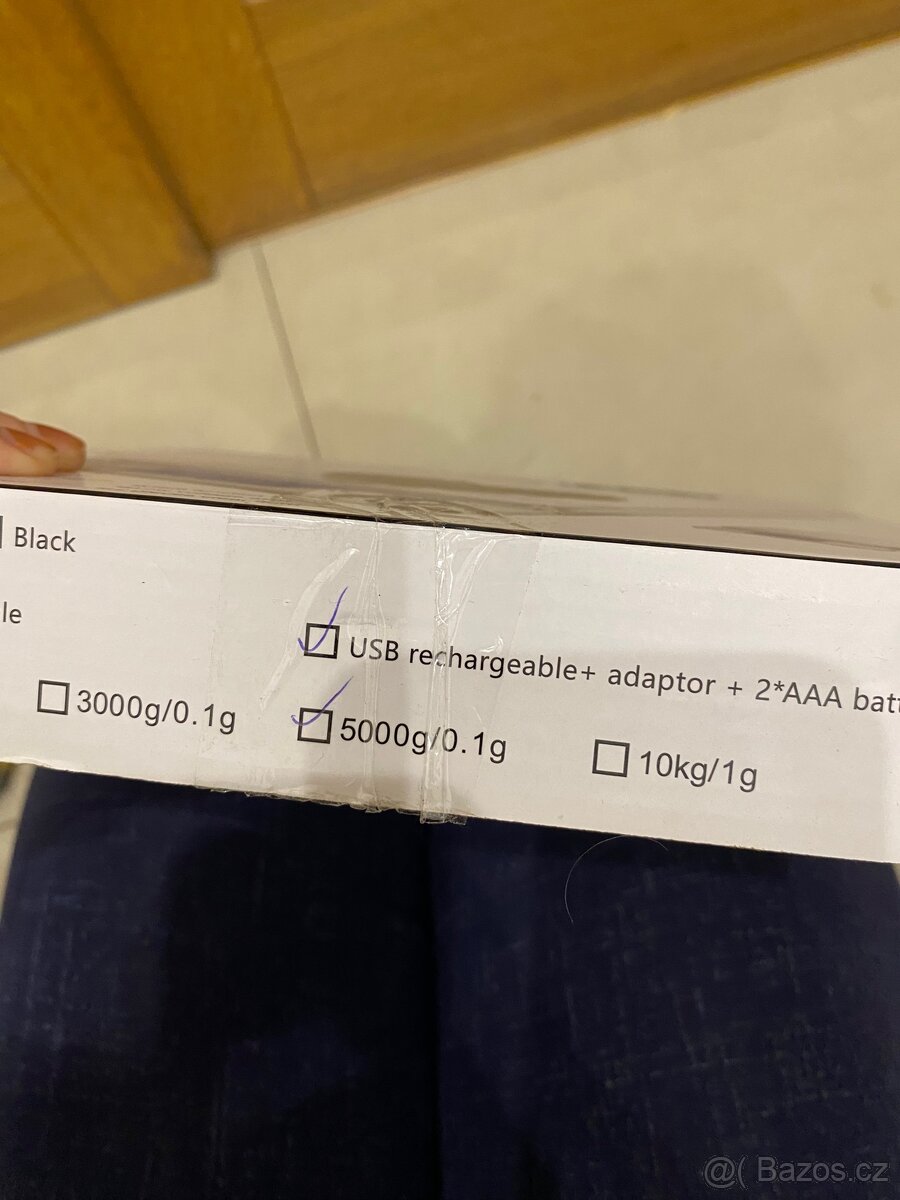 Black
le
USB rechargeable+ adaptor + 2*AAA batt
3000g/0.1g 5000g/0.1g 10kg/1g
@( Bazos.cz